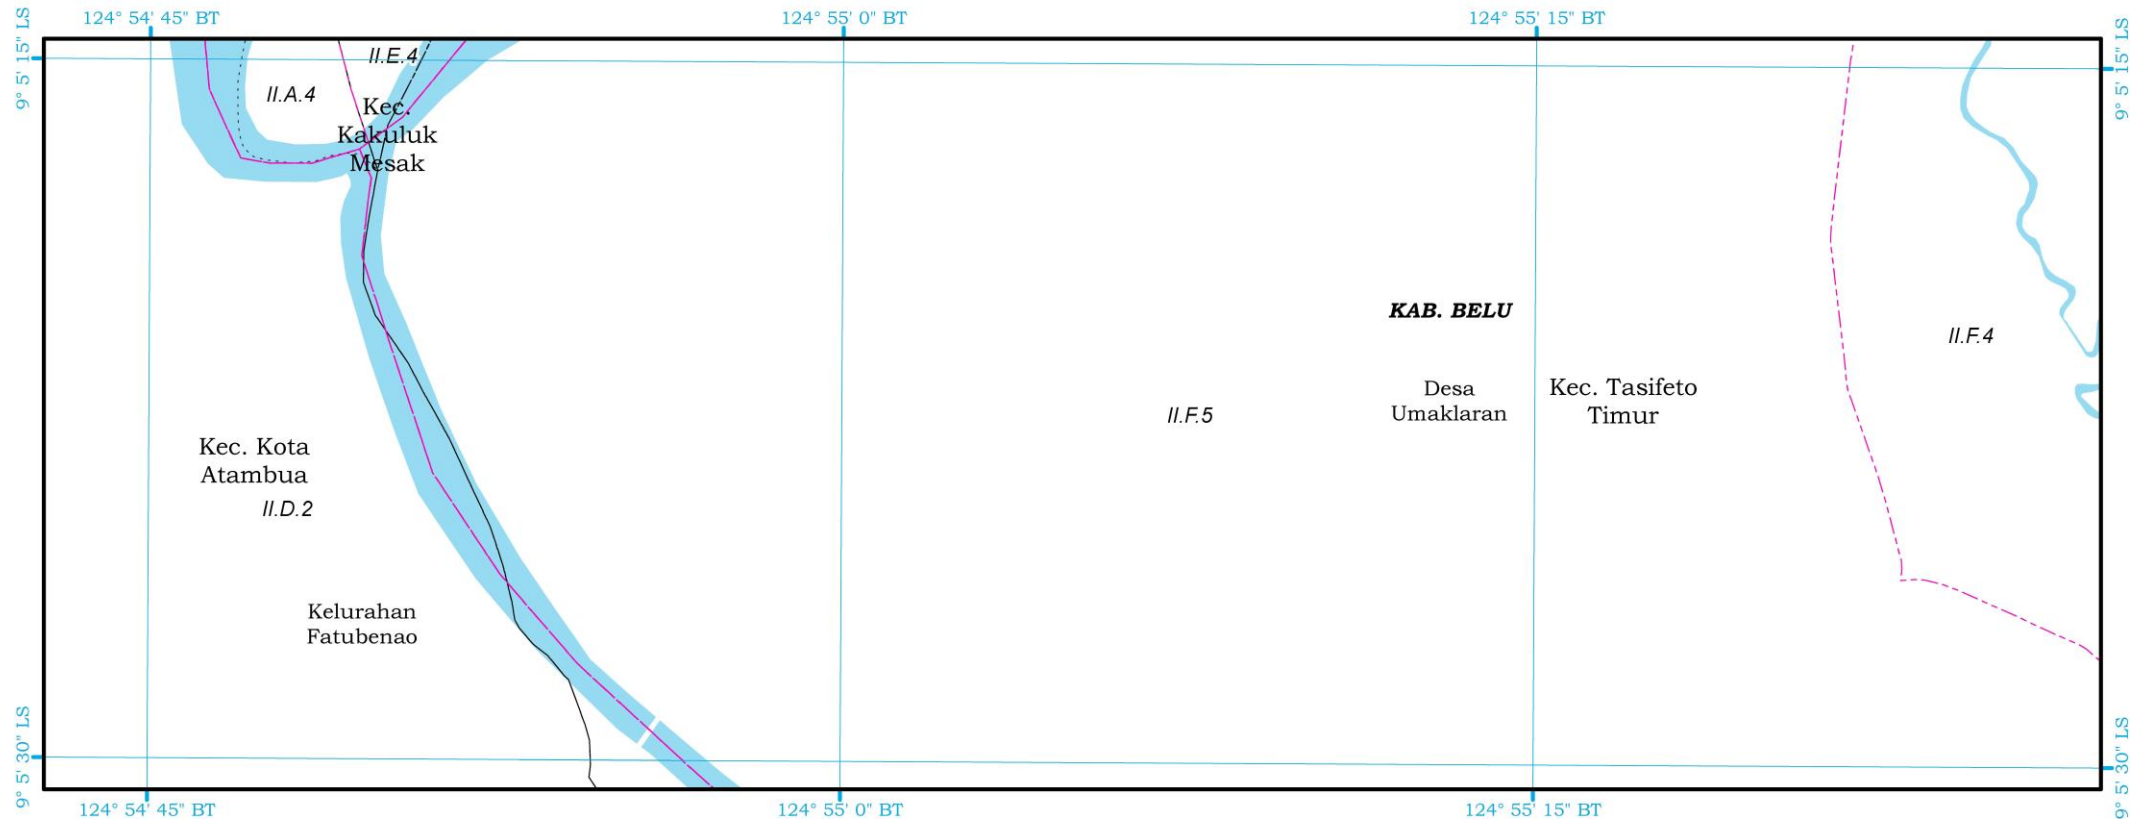 124° 54' 45" BT
124° 55' 0" BT
124° 55' 15" BT
9° 5' 15" LS
9° 5' 15" LS
II.E.4
II.A.4
Kec.
Kakuluk
Mesak
KAB. BELU
II.F.4
Desa
Umaklaran
Kec. Tasifeto
Timur
II.F.5
Kec. Kota
Atambua
II.D.2
Kelurahan
Fatubenao
9° 5' 30" LS
9° 5' 30" LS
124° 54' 45" BT
124° 55' 0" BT
124° 55' 15" BT